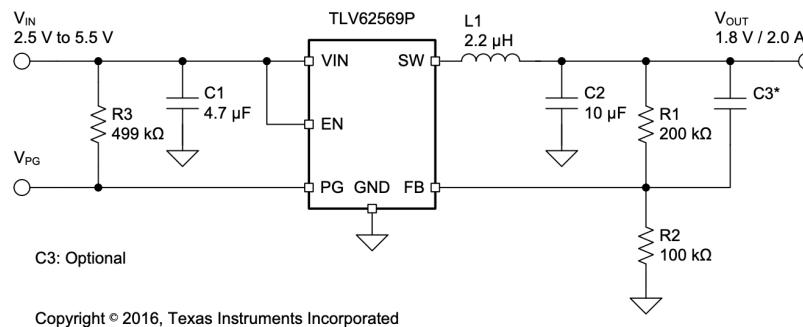 V_IN
2.5 V to 5.5 V
TLV62569P
L1
2.2 µH
V_OUT
1.8 V / 2.0 A
VIN
SW
R3
499 kΩ
C1
4.7 µF
EN
C2
10 µF
R1
200 kΩ
C3*
V_PG
PG
GND
FB
R2
100 kΩ
C3: Optional
Copyright © 2016, Texas Instruments Incorporated